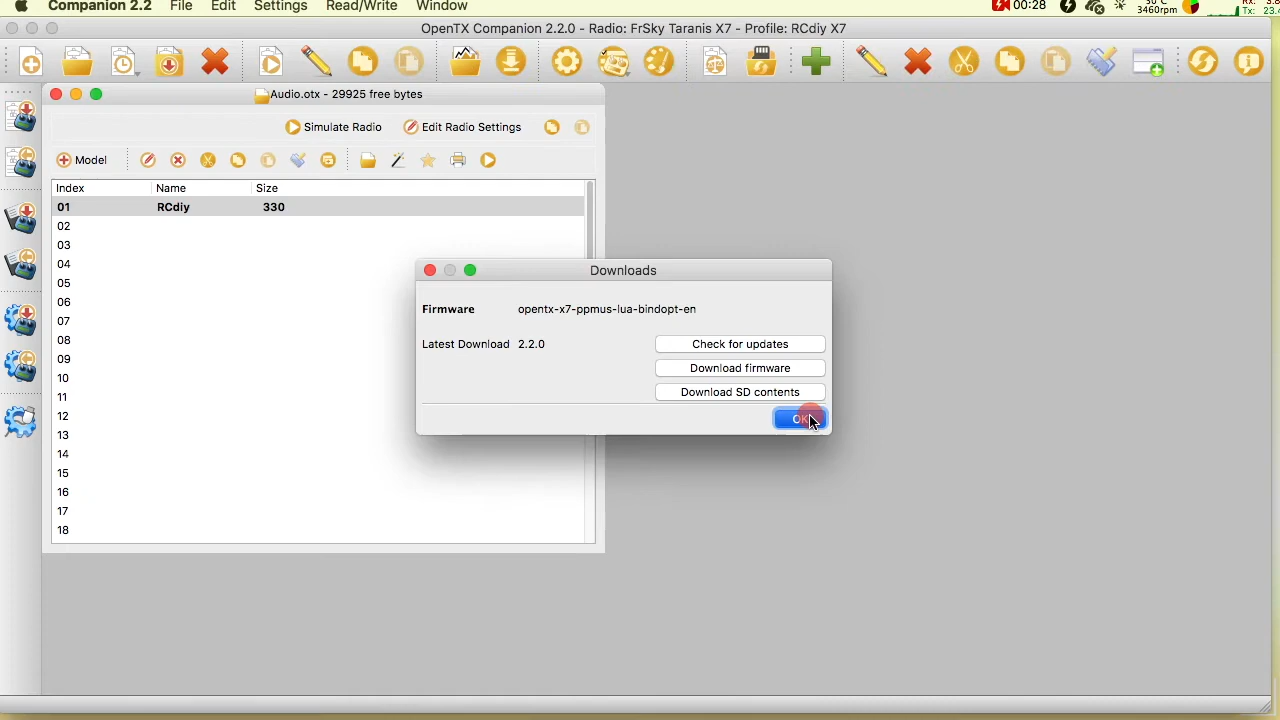 Companion 2.2 File Edit Settings Read/Write Window 00:28 3460rpm Tx: 23.
OpenTX Companion 2.2.0 - Radio: FrSky Taranis X7 - Profile: RCdiy X7
Audio.otx - 29925 free bytes
Simulate Radio Edit Radio Settings
Model
Index Name Size
01 RCdiy 330
02
03
04
05
06
07
08
09
10
11
12
13
14
15
16
17
18
Downloads
Firmware opentx-x7-ppmus-lua-bindopt-en
Latest Download 2.2.0 Check for updates
Download firmware
Download SD contents
OK